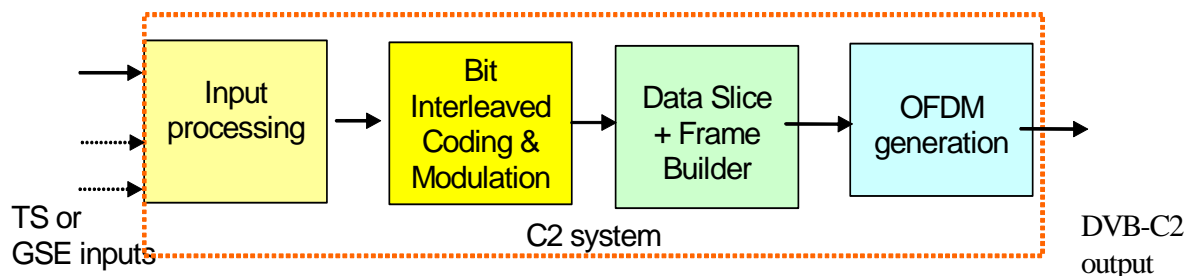 Input
processing
Bit
Interleaved
Coding &
Modulation
Data Slice
+ Frame
Builder
OFDM
generation
TS or
GSE inputs
C2 system
DVB-C2
output